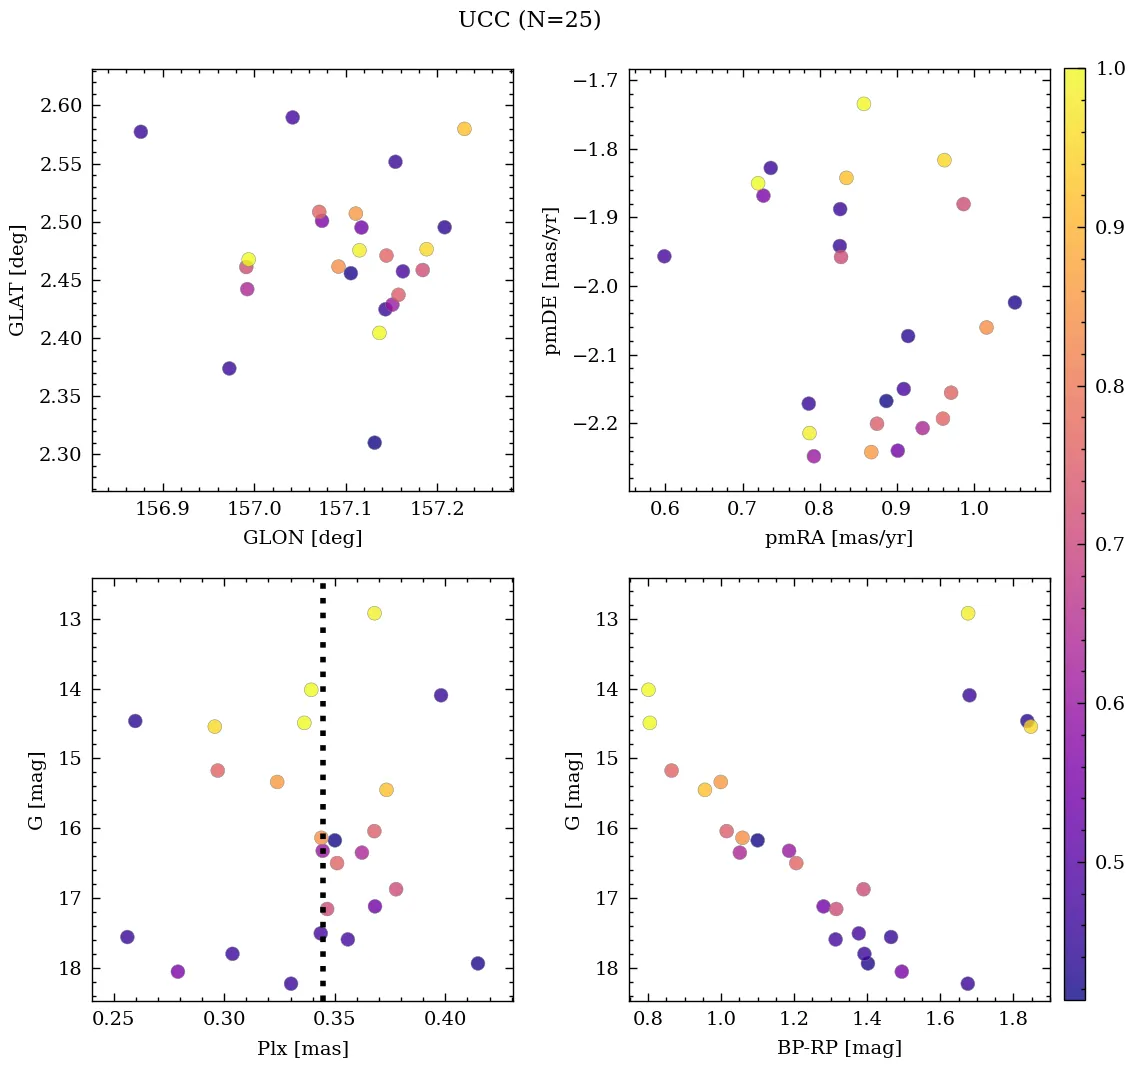 UCC (N=25)
2.60
2.55
2.50
2.45
2.40
2.35
2.30
GLAT [deg]
156.9 157.0 157.1 157.2
GLON [deg]
−1.7
−1.8
−1.9
−2.0
−2.1
−2.2
pmDE [mas/yr]
0.6 0.7 0.8 0.9 1.0
pmRA [mas/yr]
1.0
0.9
0.8
0.7
0.6
0.5
13
14
15
16
17
18
G [mag]
0.25 0.30 0.35 0.40
Plx [mas]
13
14
15
16
17
18
G [mag]
0.8 1.0 1.2 1.4 1.6 1.8
BP-RP [mag]